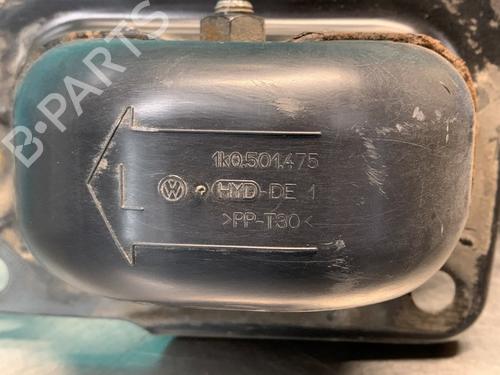 B-PARTS
1k0.501.475
L
HYD-DE 1
>PP-T30<